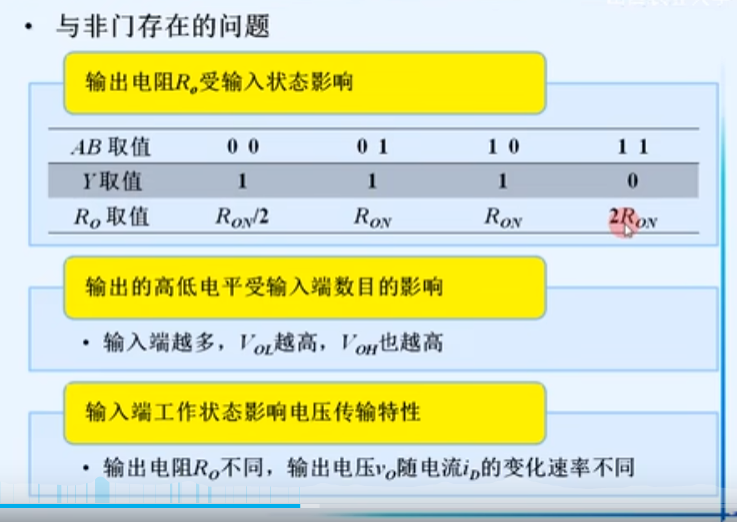 • 与非门存在的问题
输出电阻Ro受输入状态影响
AB 取值 0 0 0 1 1 0 1 1
Y取值 1 1 1 0
RO 取值 RON/2 RON RON 2RON
输出的高低电平受输入端数目的影响
• 输入端越多，VOL越高，VOH也越高
输入端工作状态影响电压传输特性
• 输出电阻RO不同，输出电压vO随电流iD的变化速率不同